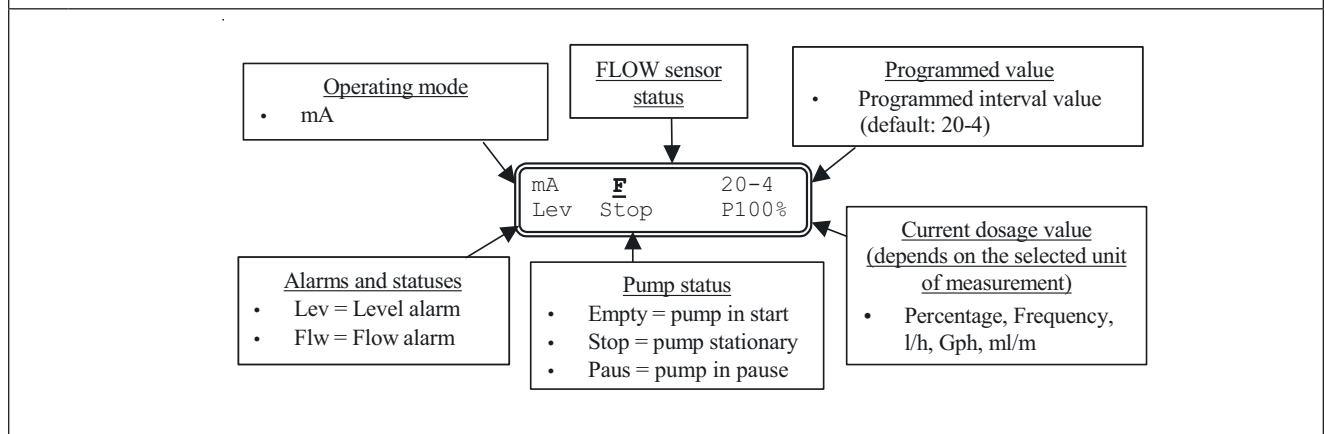 Operating mode
• mA
FLOW sensor
status
Programmed value
• Programmed interval value
(default: 20-4)
mA F 20-4
Lev Stop P100%
Alarms and statuses
• Lev = Level alarm
• Flw = Flow alarm
Pump status
• Empty = pump in start
• Stop = pump stationary
• Paus = pump in pause
Current dosage value
(depends on the selected unit
of measurement)
• Percentage, Frequency,
l/h, Gph, ml/m